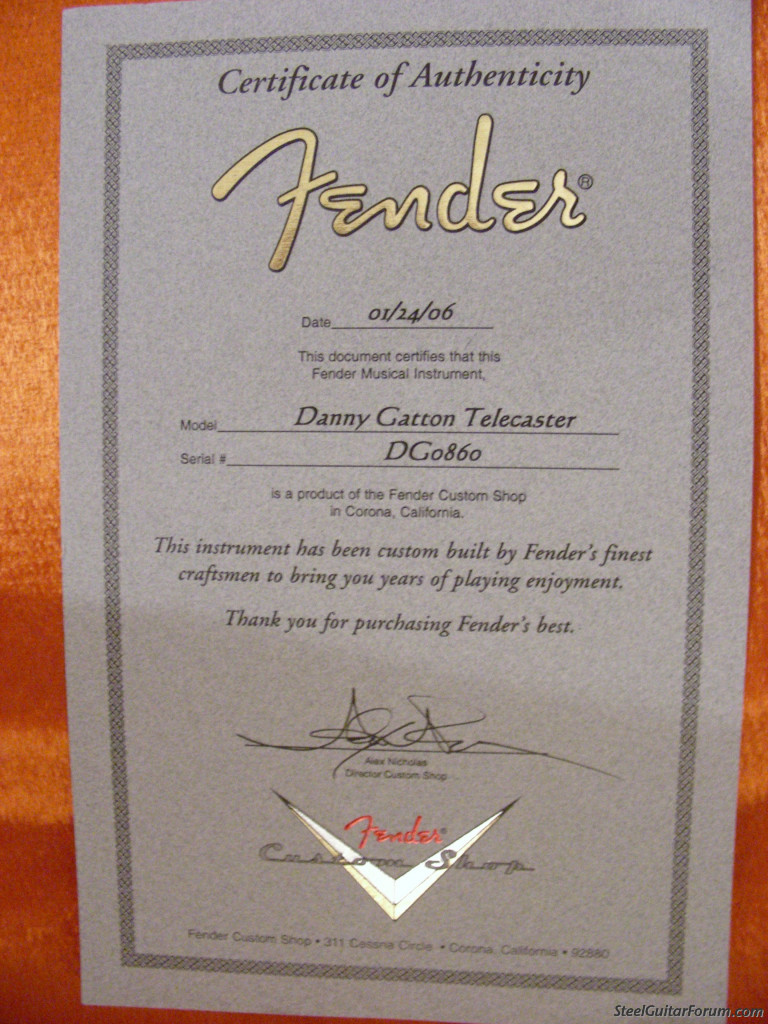 Certificate of Authenticity
Fender®
Date 01/24/06
This document certifies that this
Fender Musical Instrument,
Model Danny Gatton Telecaster
Serial # DG0860
is a product of the Fender Custom Shop
in Corona, California.
This instrument has been custom built by Fender's finest
craftsmen to bring you years of playing enjoyment.
Thank you for purchasing Fender's best.
Alex Nicholas
Director Custom Shop
Fender®
Custom Shop
Fender Custom Shop • 311 Cessna Circle • Corona, California • 92880
SteelGuitarForum.com